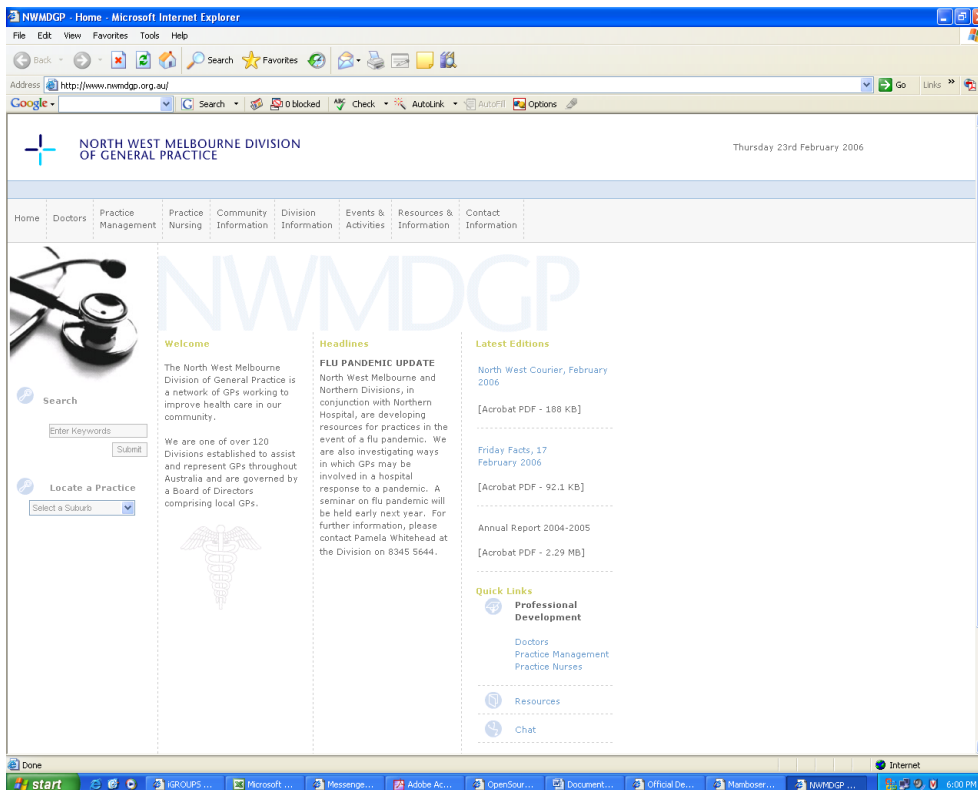 NWMDGP - Home - Microsoft Internet Explorer
File Edit View Favorites Tools Help
Back Search Favorites
Address http://www.nwmdgp.org.au/ Go Links »
Google Search 0 blocked Check AutoLink AutoFill Options
NORTH WEST MELBOURNE DIVISION
OF GENERAL PRACTICE
Thursday 23rd February 2006
Home Doctors Practice Management Practice Nursing Community Information Division Information Events & Activities Resources & Information Contact Information
NWMDGP
Search
Enter Keywords
Submit
Locate a Practice
Select a Suburb
Welcome
The North West Melbourne
Division of General Practice is
a network of GPs working to
improve health care in our
community.
We are one of over 120
Divisions established to assist
and represent GPs throughout
Australia and are governed by
a Board of Directors
comprising local GPs.
Headlines
FLU PANDEMIC UPDATE
North West Melbourne and
Northern Divisions, in
conjunction with Northern
Hospital, are developing
resources for practices in the
event of a flu pandemic. We
are also investigating ways
in which GPs may be
involved in a hospital
response to a pandemic. A
seminar on flu pandemic will
be held early next year. For
further information, please
contact Pamela Whitehead at
the Division on 8345 5644.
Latest Editions
North West Courier, February
2006
[Acrobat PDF - 188 KB]
Friday Facts, 17
February 2006
[Acrobat PDF - 92.1 KB]
Annual Report 2004-2005
[Acrobat PDF - 2.29 MB]
Quick Links
Professional
Development
Doctors
Practice Management
Practice Nurses
Resources
Chat
Done Internet
start iGROUPS ... Microsoft ... Messenge... Adobe Ac... OpenSour... Document... Official De... Mamboser... NWMDGP ... 6:00 PM